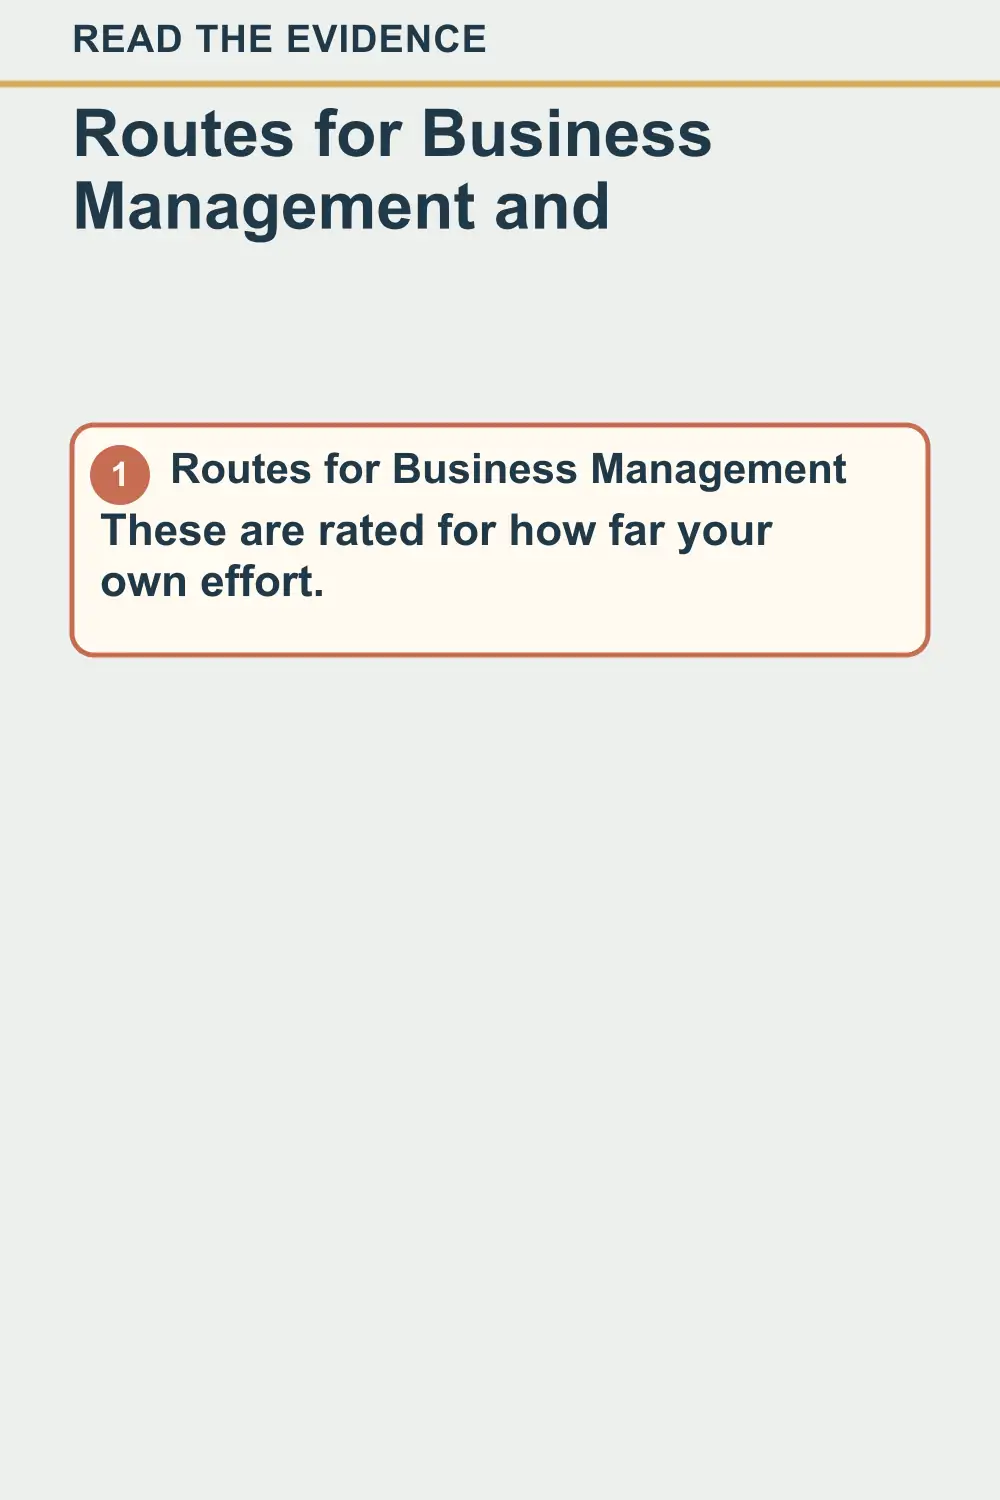 READ THE EVIDENCE
Routes for Business
Management and
1 Routes for Business Management
These are rated for how far your
own effort.